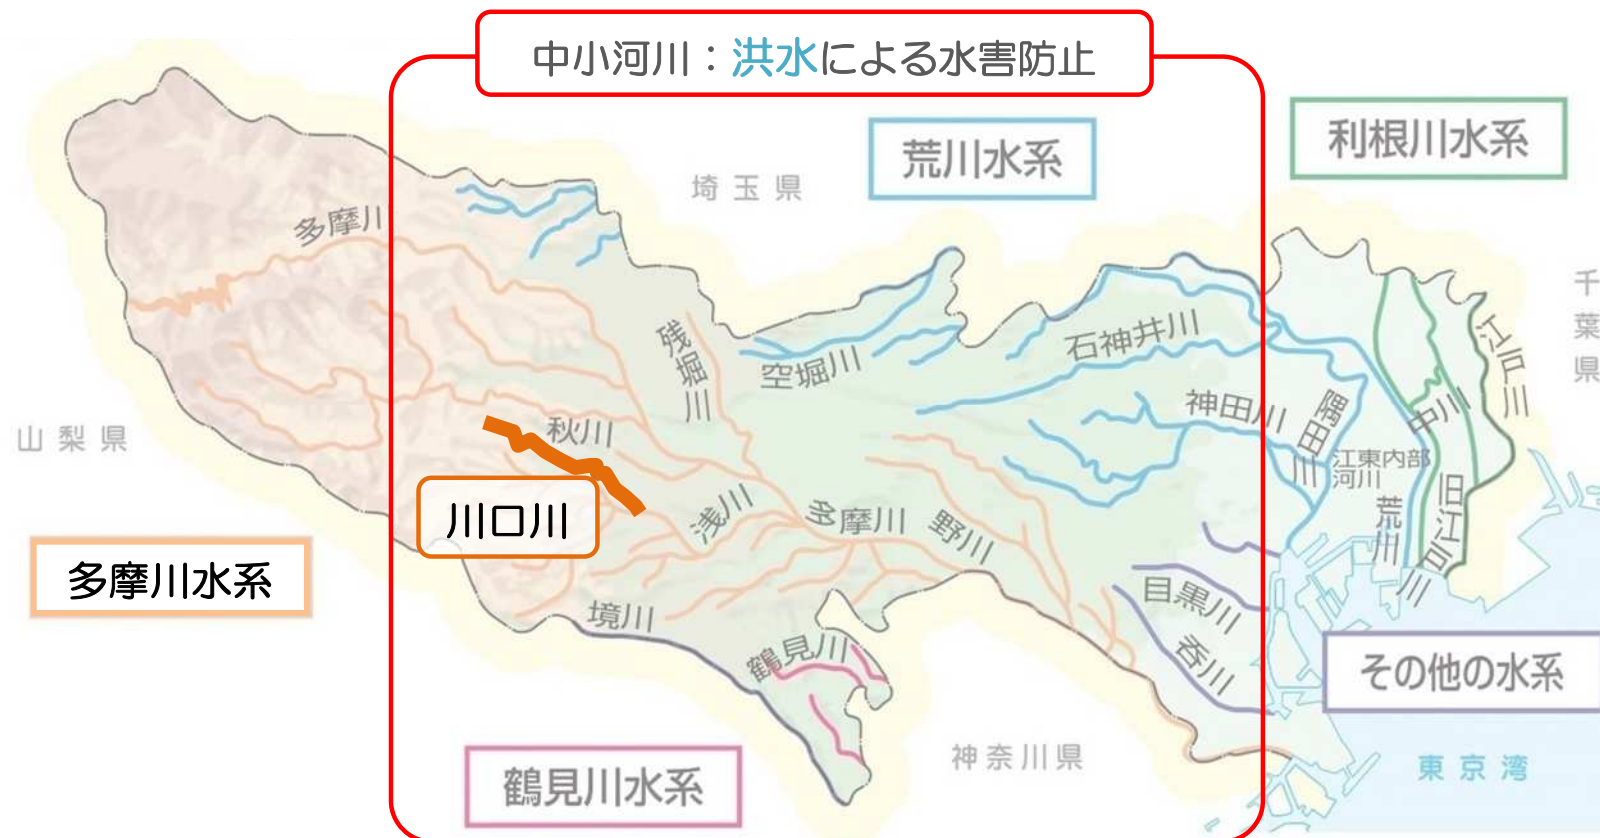 中小河川：洪水による水害防止
利根川水系
荒川水系
埼玉県
多摩川
千葉県
江戸川
残堀川
石神井川
空堀川
神田川
隅田川
中川
秋川
山梨県
江東内部
河川
川口川
浅川
多摩川
野川
荒川
旧江戸川
多摩川水系
目黒川
境川
鶴見川
呑川
その他の水系
神奈川県
東京湾
鶴見川水系